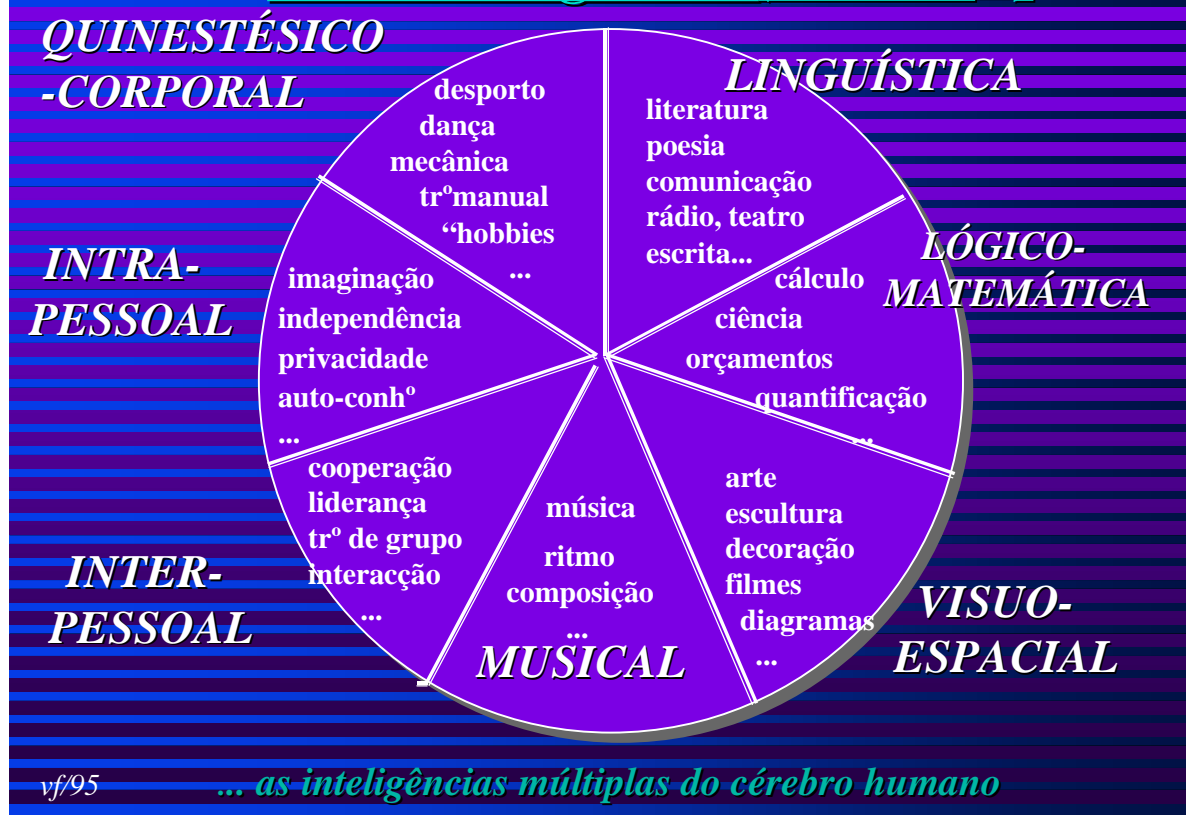 QUINESTÉSICO
-CORPORAL
desporto
dança
mecânica
trºmanual
“hobbies
...
LINGUÍSTICA
literatura
poesia
comunicação
rádio, teatro
escrita...
LÓGICO-
MATEMÁTICA
cálculo
ciência
orçamentos
quantificação
...
INTRA-
PESSOAL
imaginação
independência
privacidade
auto-conhº
...
INTER-
PESSOAL
cooperação
liderança
trº de grupo
interacção
...
música
ritmo
composição
...
MUSICAL
arte
escultura
decoração
filmes
diagramas
...
VISUO-
ESPACIAL
vf/95
... as inteligências múltiplas do cérebro humano